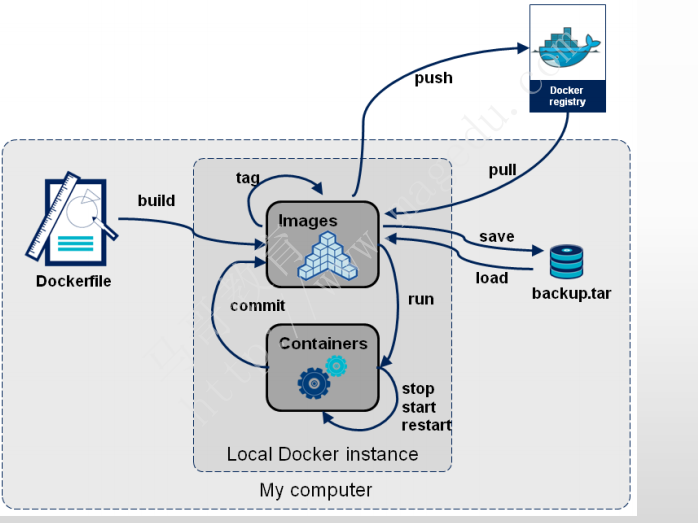 push
Docker
registry
pull
tag
build
Images
save
Dockerfile
load
backup.tar
commit
run
Containers
stop
start
restart
Local Docker instance
My computer